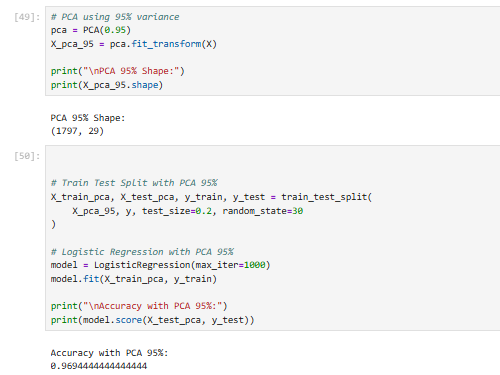 [49]: # PCA using 95% variance
pca = PCA(0.95)
X_pca_95 = pca.fit_transform(X)
print("\nPCA 95% Shape:")
print(X_pca_95.shape)
PCA 95% Shape:
(1797, 29)
[50]:
# Train Test Split with PCA 95%
X_train_pca, X_test_pca, y_train, y_test = train_test_split(
    X_pca_95, y, test_size=0.2, random_state=30
)
# Logistic Regression with PCA 95%
model = LogisticRegression(max_iter=1000)
model.fit(X_train_pca, y_train)
print("\nAccuracy with PCA 95%:")
print(model.score(X_test_pca, y_test))
Accuracy with PCA 95%:
0.9694444444444444